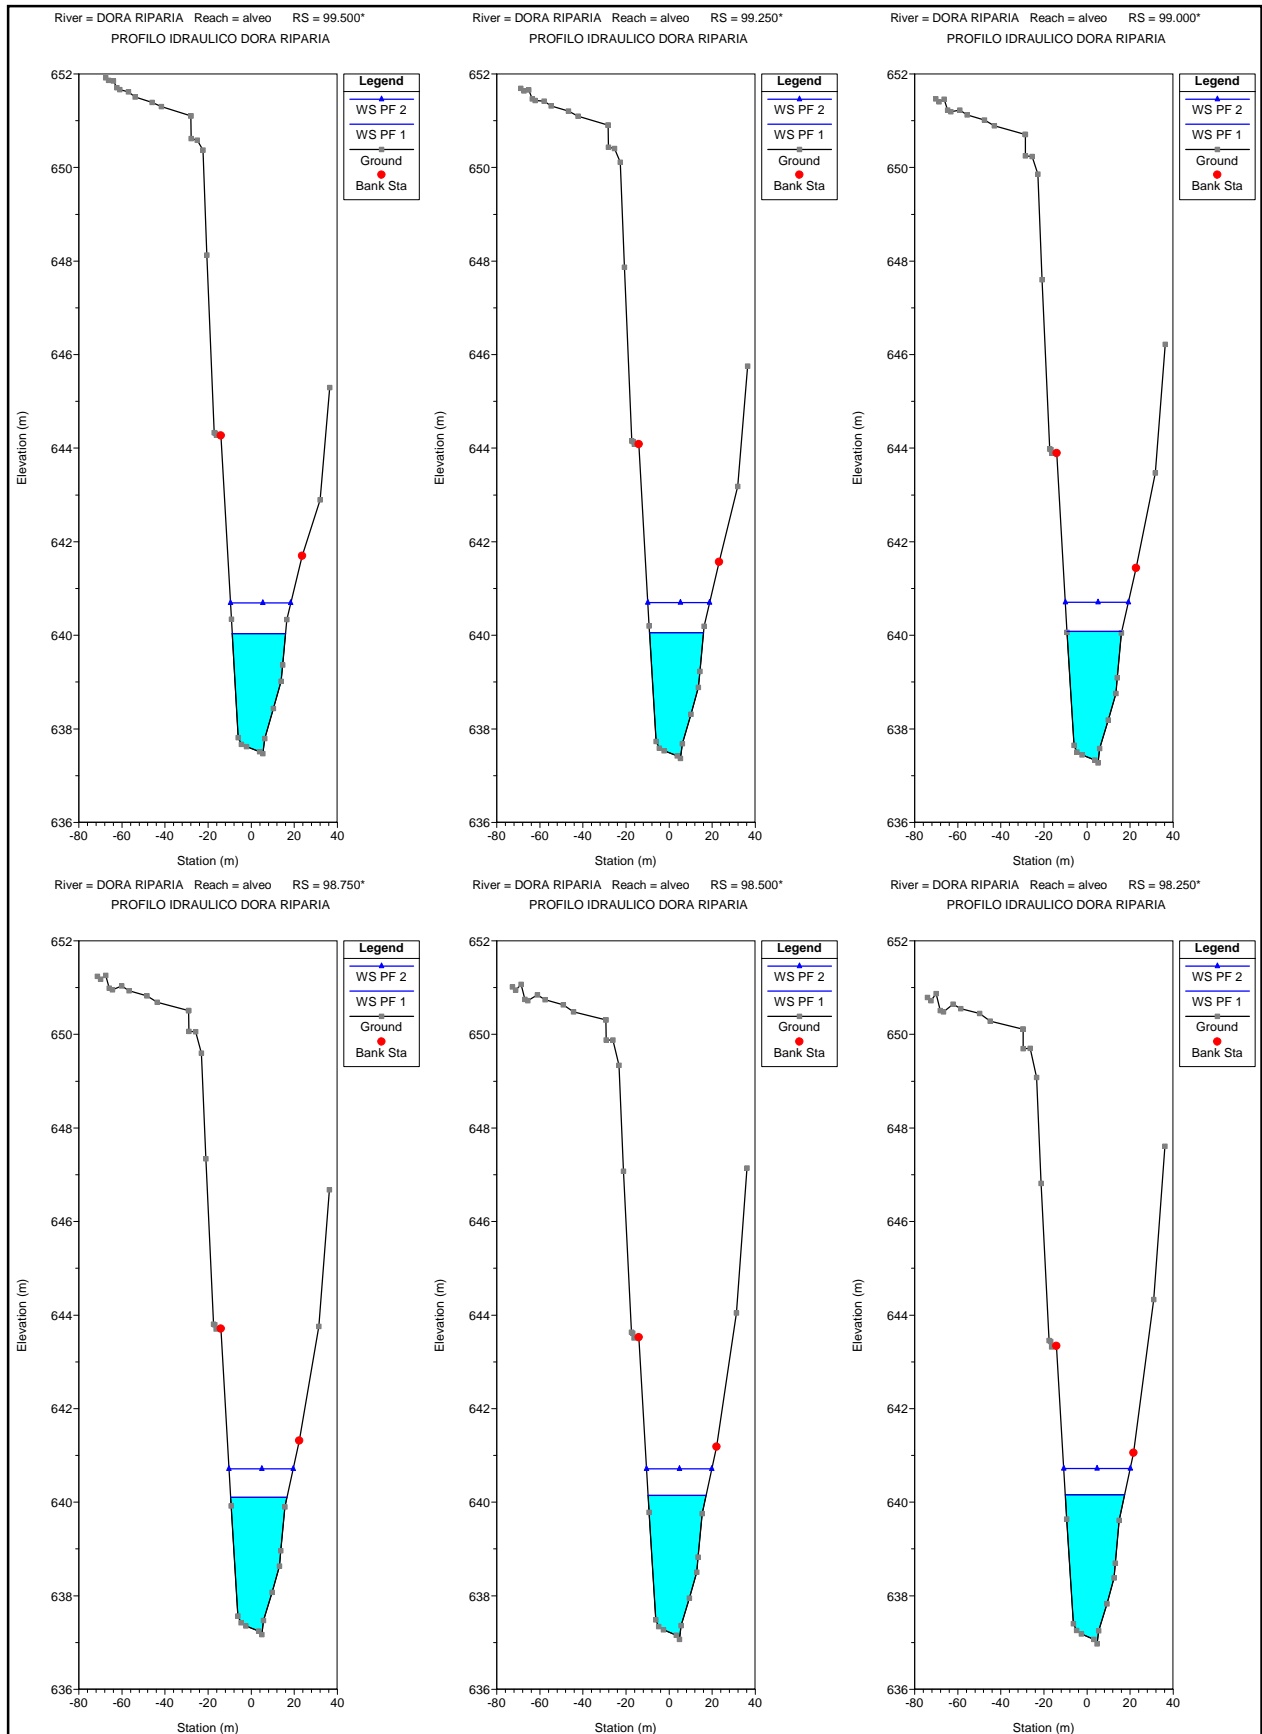 River = DORA RIPARIA Reach = alveo RS = 99.500*
PROFILO IDRAULICO DORA RIPARIA
652
650
648
646
644
642
640
638
636
-80 -60 -40 -20 0 20 40
Elevation (m)
Station (m)
Legend
WS PF 2
WS PF 1
Ground
Bank Sta
River = DORA RIPARIA Reach = alveo RS = 99.250*
PROFILO IDRAULICO DORA RIPARIA
652
650
648
646
644
642
640
638
636
-80 -60 -40 -20 0 20 40
Elevation (m)
Station (m)
Legend
WS PF 2
WS PF 1
Ground
Bank Sta
River = DORA RIPARIA Reach = alveo RS = 99.000*
PROFILO IDRAULICO DORA RIPARIA
652
650
648
646
644
642
640
638
636
-80 -60 -40 -20 0 20 40
Elevation (m)
Station (m)
Legend
WS PF 2
WS PF 1
Ground
Bank Sta
River = DORA RIPARIA Reach = alveo RS = 98.750*
PROFILO IDRAULICO DORA RIPARIA
652
650
648
646
644
642
640
638
636
-80 -60 -40 -20 0 20 40
Elevation (m)
Station (m)
Legend
WS PF 2
WS PF 1
Ground
Bank Sta
River = DORA RIPARIA Reach = alveo RS = 98.500*
PROFILO IDRAULICO DORA RIPARIA
652
650
648
646
644
642
640
638
636
-80 -60 -40 -20 0 20 40
Elevation (m)
Station (m)
Legend
WS PF 2
WS PF 1
Ground
Bank Sta
River = DORA RIPARIA Reach = alveo RS = 98.250*
PROFILO IDRAULICO DORA RIPARIA
652
650
648
646
644
642
640
638
636
-80 -60 -40 -20 0 20 40
Elevation (m)
Station (m)
Legend
WS PF 2
WS PF 1
Ground
Bank Sta